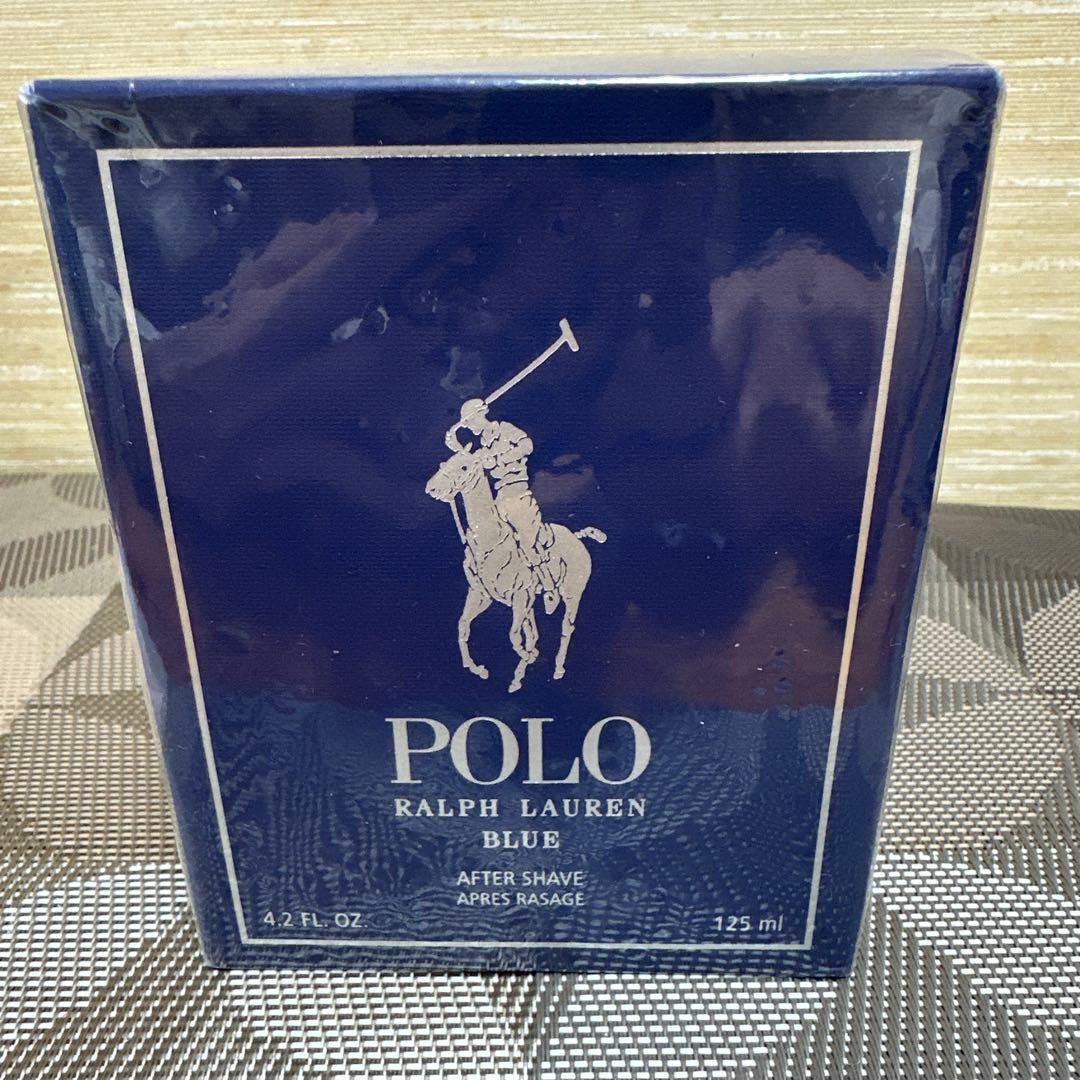 POLO
RALPH LAUREN
BLUE
AFTER SHAVE
APRES RASAGE
4.2 FL. OZ.
125 ml